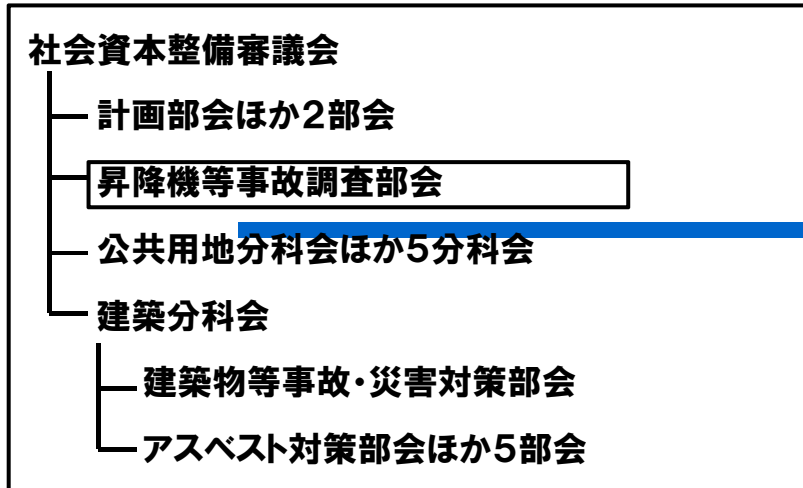 社会資本整備審議会
計画部会ほか2部会
昇降機等事故調査部会
公共用地分科会ほか5分科会
建築分科会
建築物等事故・災害対策部会
アスベスト対策部会ほか5部会